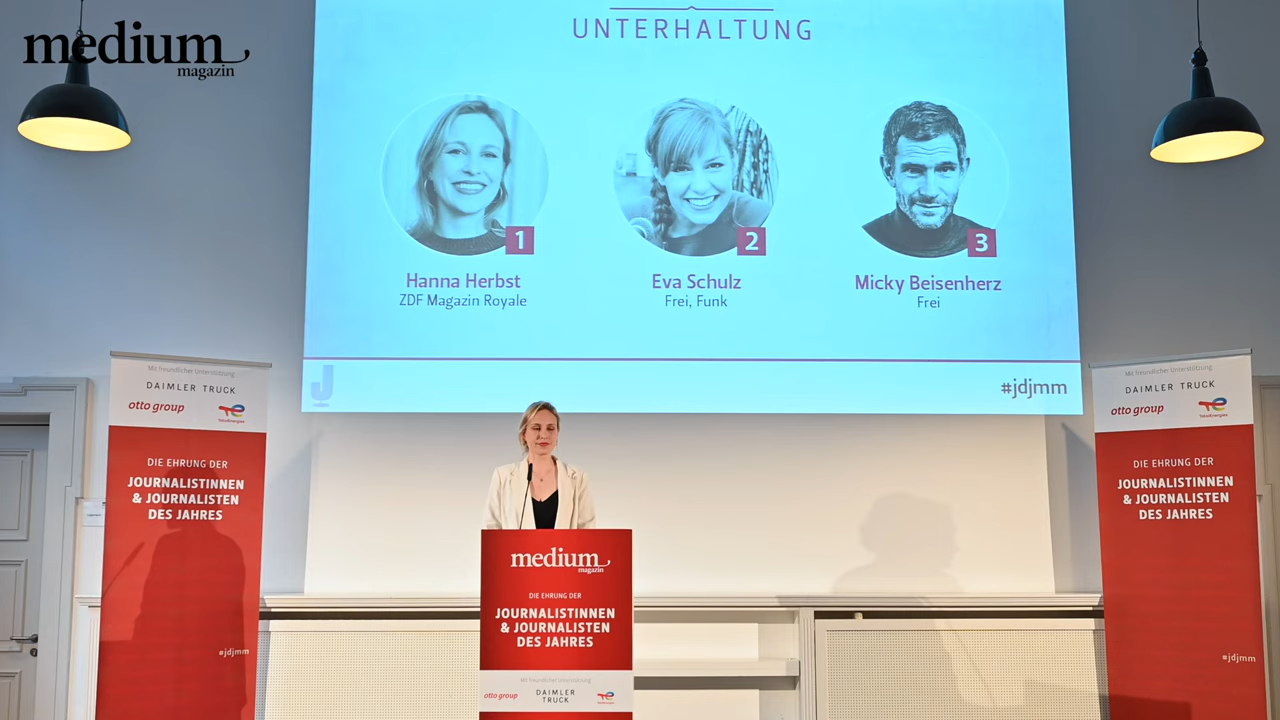 medium
magazin
UNTERHALTUNG
1
2
3
Hanna Herbst
ZDF Magazin Royale
Eva Schulz
Frei, Funk
Micky Beisenherz
Frei
#jdjmm
Mit freundlicher Unterstützung
DAIMLER TRUCK
otto group
TotalEnergies
DIE EHRUNG DER
JOURNALISTINNEN
& JOURNALISTEN
DES JAHRES
#jdjmm
medium
magazin
DIE EHRUNG DER
JOURNALISTINNEN
& JOURNALISTEN
DES JAHRES
Mit freundlicher Unterstützung
otto group
DAIMLER
TRUCK
Mit freundlicher Unterstützung
DAIMLER TRUCK
otto group
TotalEnergies
DIE EHRUNG DER
JOURNALISTINNEN
& JOURNALISTEN
DES JAHRES
#jdjmm